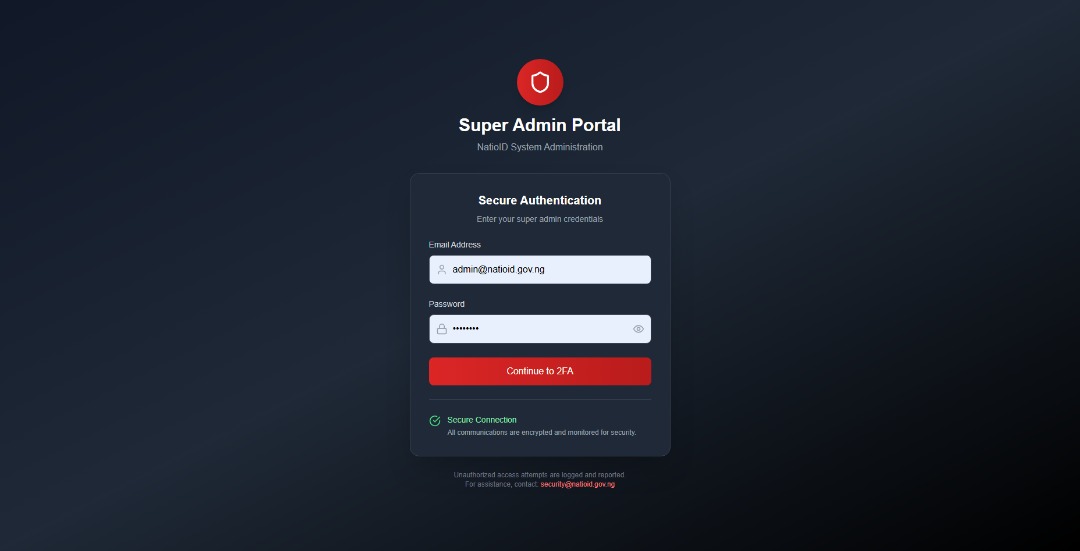 Super Admin Portal
NatioID System Administration
Secure Authentication
Enter your super admin credentials
Email Address
admin@natioid.gov.ng
Password
••••••••
Continue to 2FA
Secure Connection
All communications are encrypted and monitored for security.
Unauthorized access attempts are logged and reported
For assistance, contact: security@natioid.gov.ng